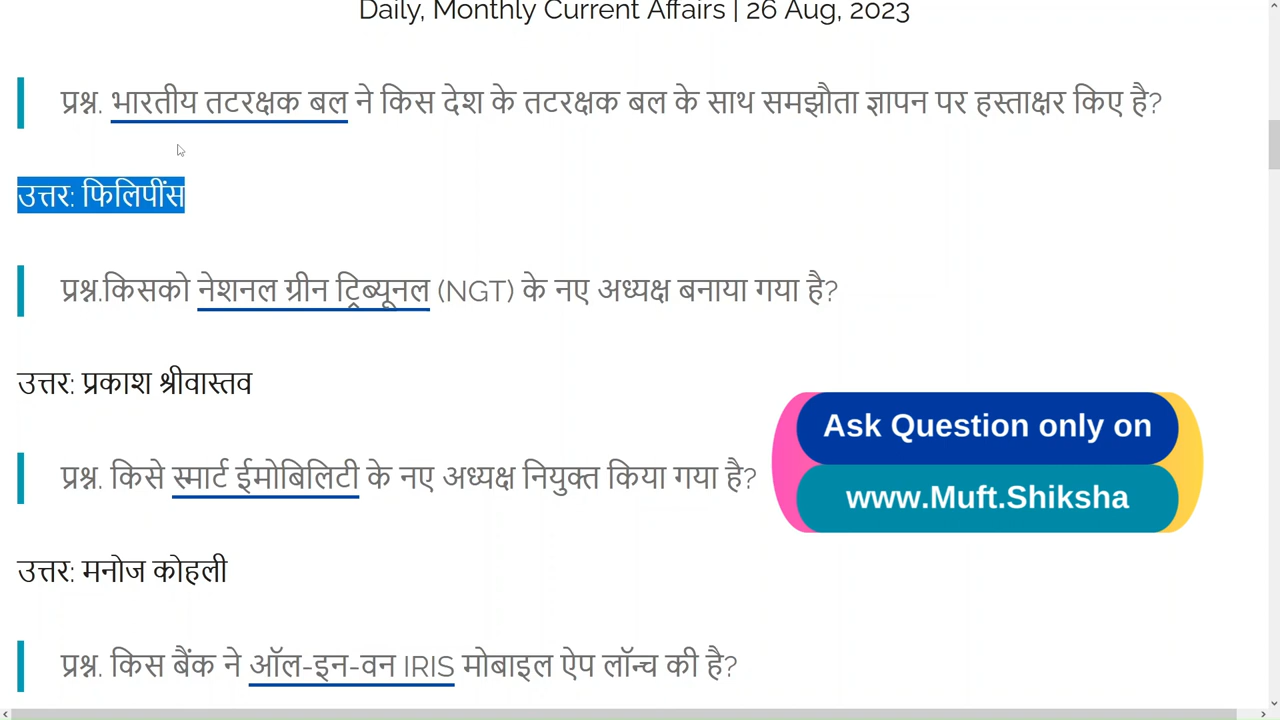 Daily, Monthly Current Affairs | 26 Aug, 2023
प्रश्न. भारतीय तटरक्षक बल ने किस देश के तटरक्षक बल के साथ समझौता ज्ञापन पर हस्ताक्षर किए है?
उत्तर: फिलिपींस
प्रश्न.किसको नेशनल ग्रीन ट्रिब्यूनल (NGT) के नए अध्यक्ष बनाया गया है?
उत्तर: प्रकाश श्रीवास्तव
प्रश्न. किसे स्मार्ट ईमोबिलिटी के नए अध्यक्ष नियुक्त किया गया है?
Ask Question only on
www.Muft.Shiksha
उत्तर: मनोज कोहली
प्रश्न. किस बैंक ने ऑल-इन-वन IRIS मोबाइल ऐप लॉन्च की है?